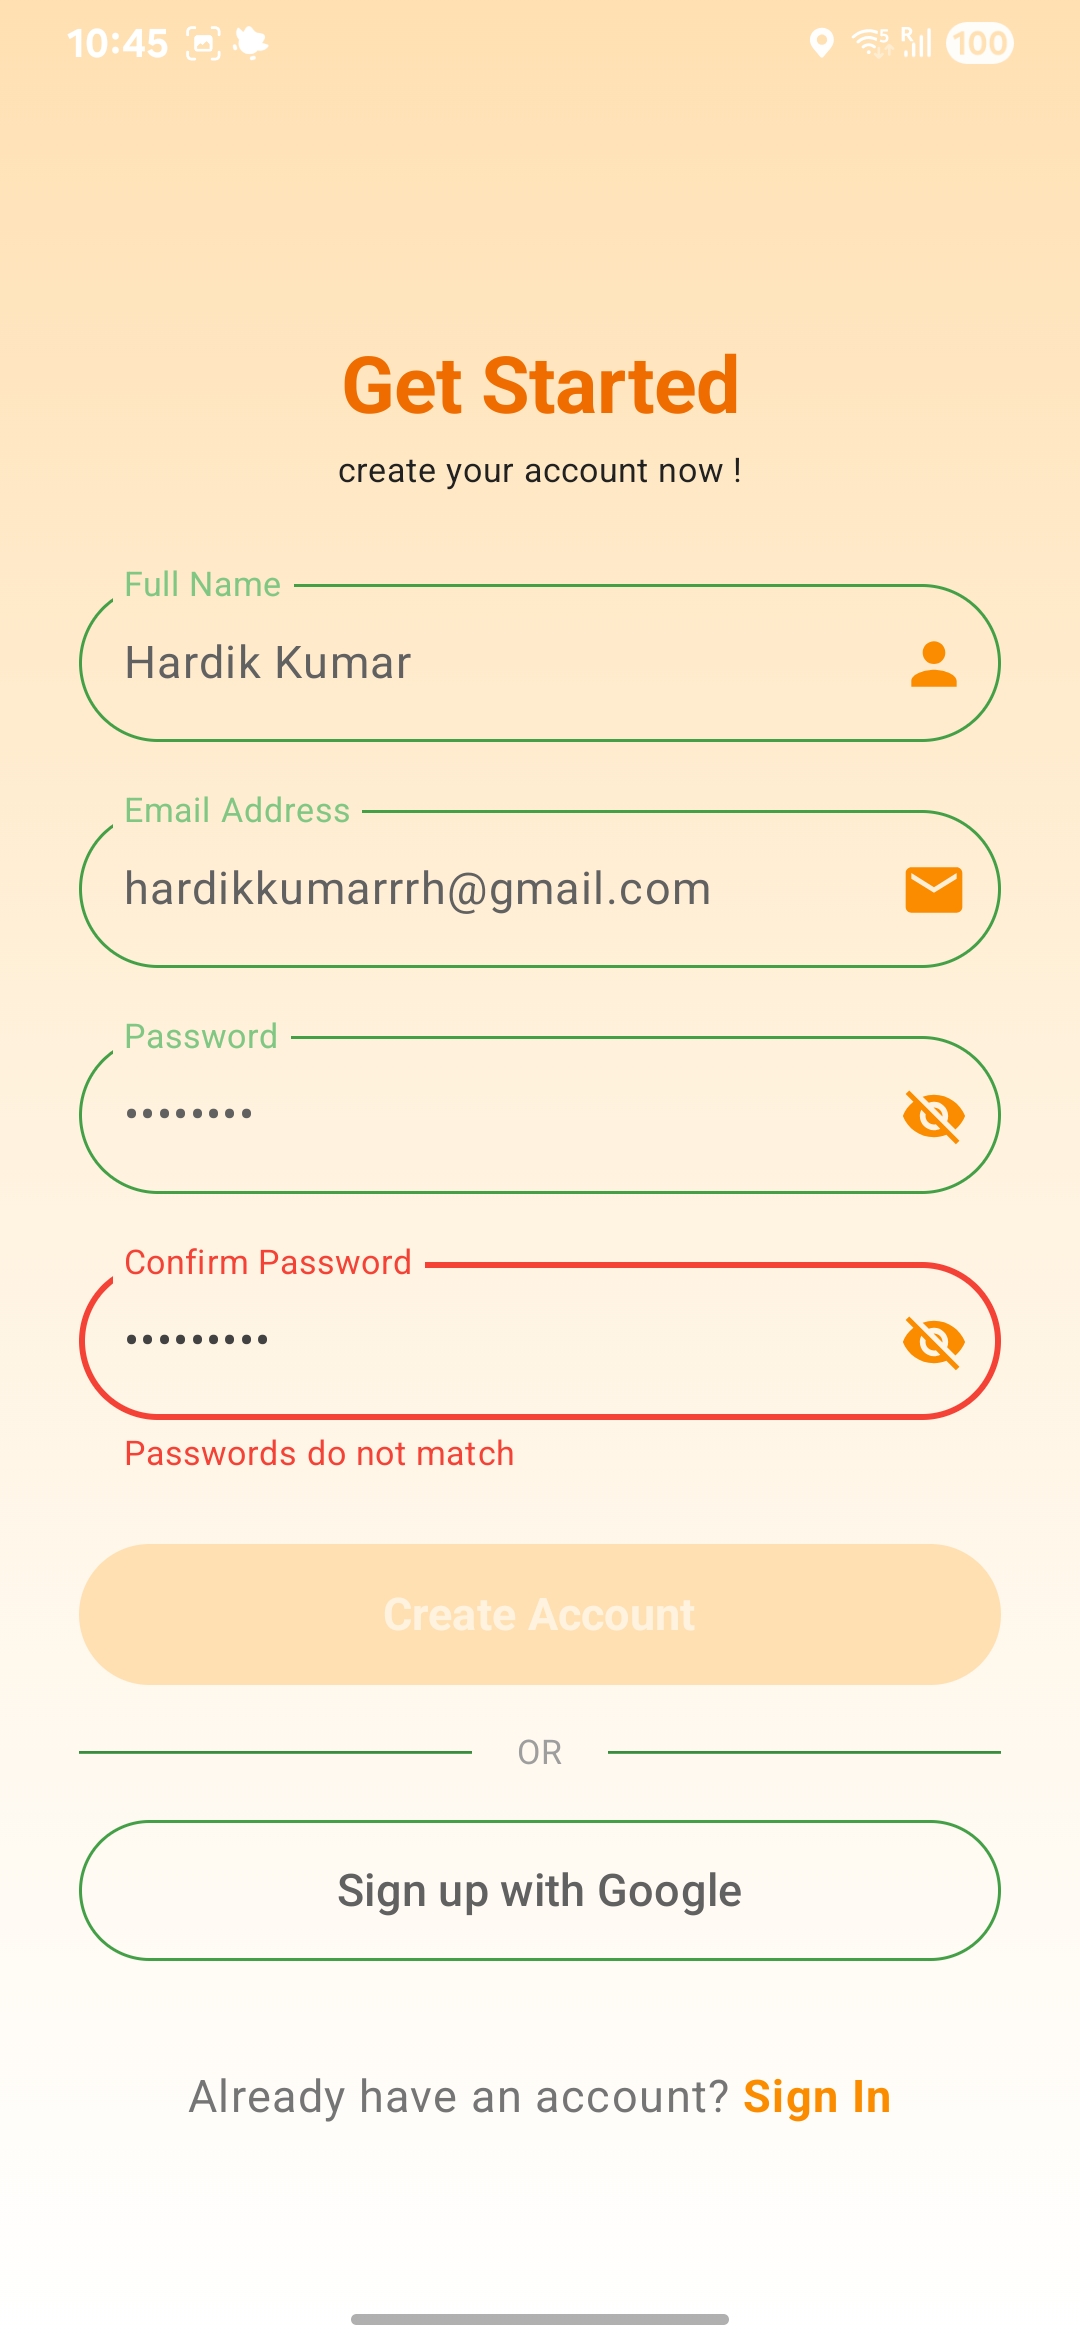 10:45
5 R 100
Get Started
create your account now !
Full Name
Hardik Kumar
Email Address
hardikkumarrrh@gmail.com
Password
••••••••
Confirm Password
•••••••••
Passwords do not match
Create Account
OR
Sign up with Google
Already have an account? Sign In